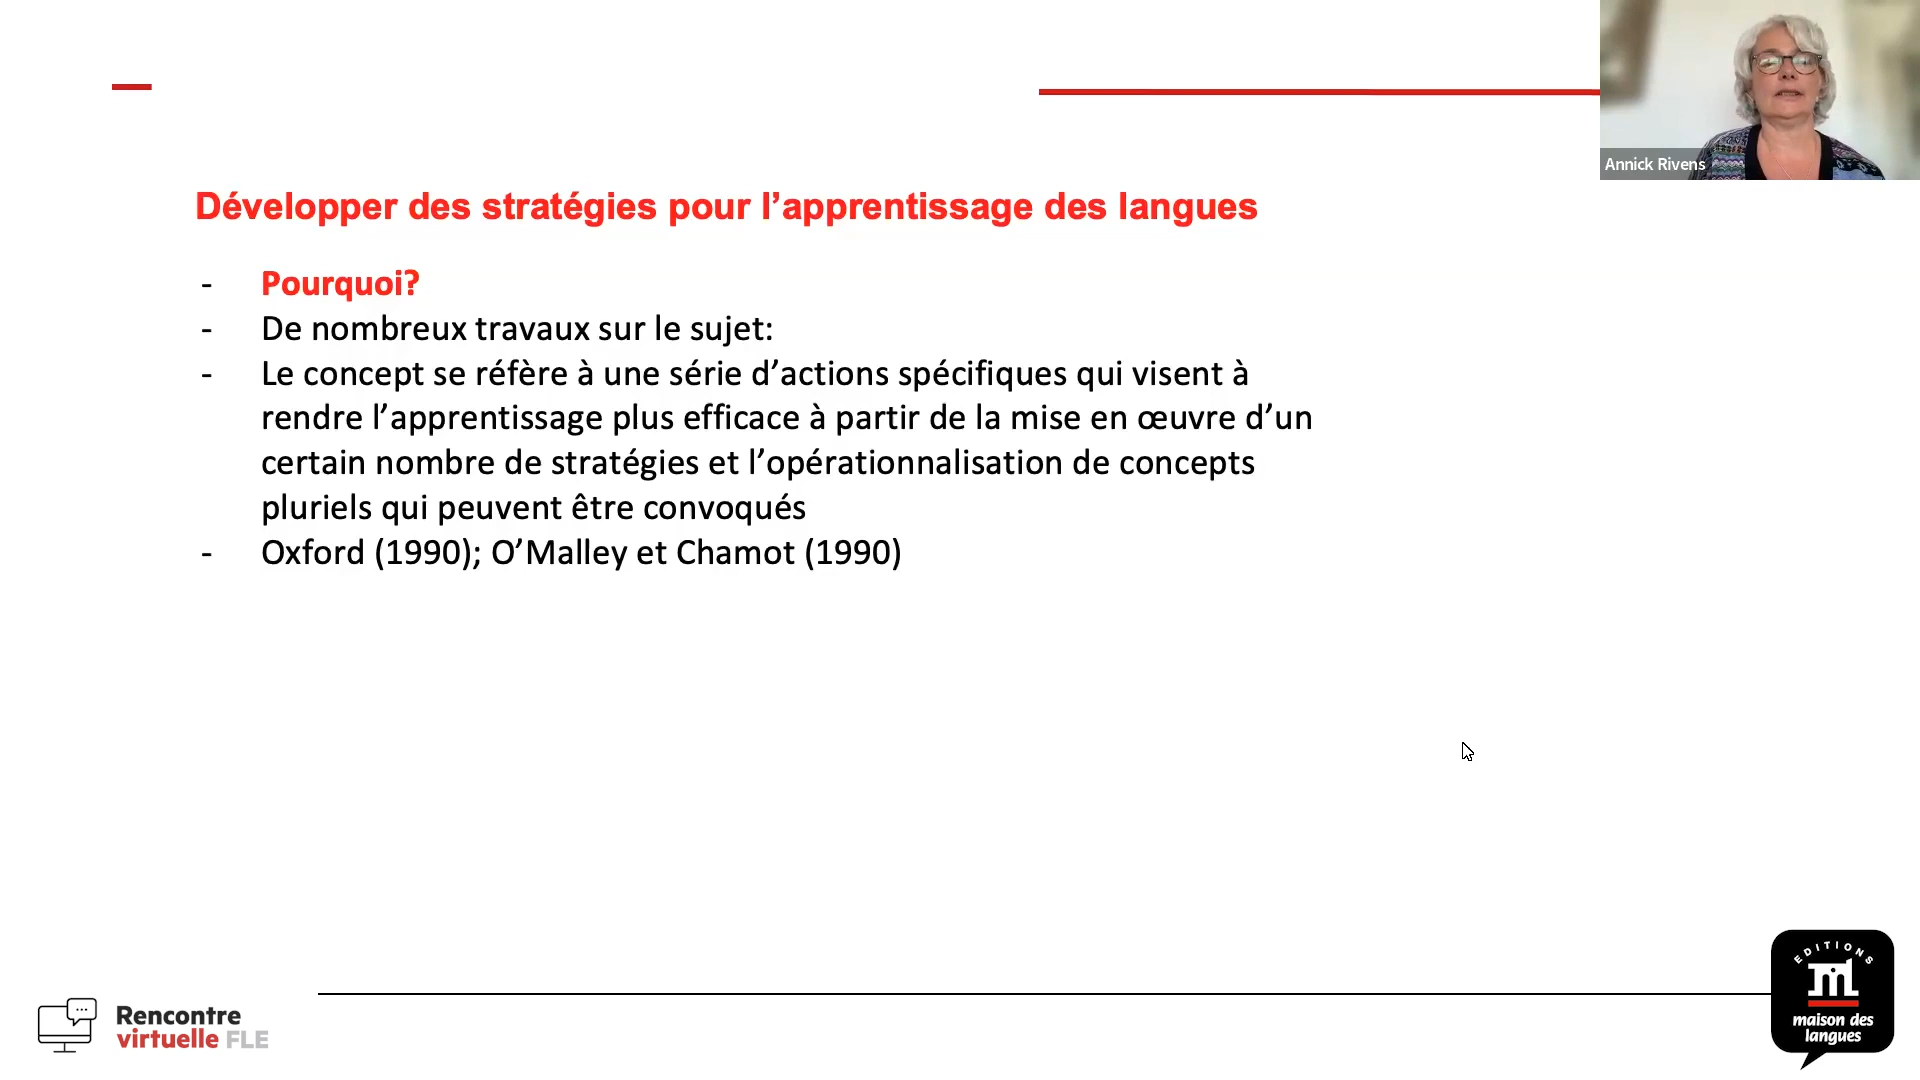 Annick Rivens
Développer des stratégies pour l’apprentissage des langues
- Pourquoi?
- De nombreux travaux sur le sujet:
- Le concept se réfère à une série d’actions spécifiques qui visent à
rendre l’apprentissage plus efficace à partir de la mise en œuvre d’un
certain nombre de stratégies et l’opérationnalisation de concepts
pluriels qui peuvent être convoqués
- Oxford (1990); O’Malley et Chamot (1990)
Rencontre
virtuelle FLE
EDITIONS
maison des
langues